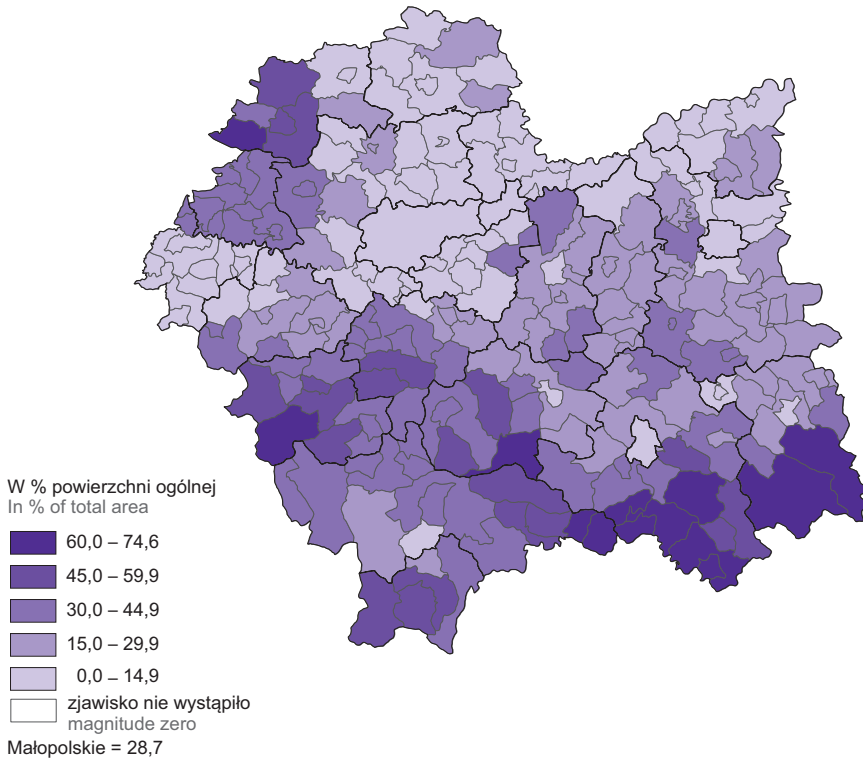 W % powierzchni ogólnej
In % of total area
60,0 – 74,6
45,0 – 59,9
30,0 – 44,9
15,0 – 29,9
0,0 – 14,9
zjawisko nie wystąpiło
magnitude zero
Małopolskie = 28,7